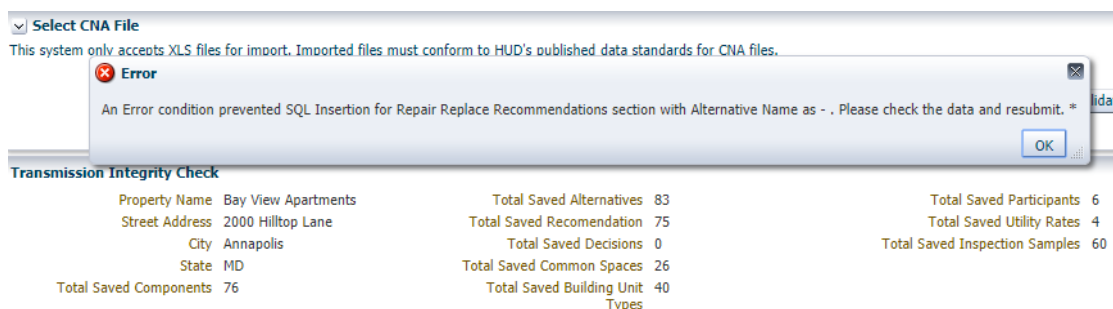 Select CNA File
This system only accepts XLS files for import. Imported files must conform to HUD's published data standards for CNA files.
Error
An Error condition prevented SQL Insertion for Repair Replace Recommendations section with Alternative Name as - . Please check the data and resubmit. *
OK
Transmission Integrity Check
Property Name Bay View Apartments Total Saved Alternatives 83 Total Saved Participants 6
Street Address 2000 Hilltop Lane Total Saved Recomendation 75 Total Saved Utility Rates 4
City Annapolis Total Saved Decisions 0 Total Saved Inspection Samples 60
State MD Total Saved Common Spaces 26
Total Saved Components 76 Total Saved Building Unit 40
Types